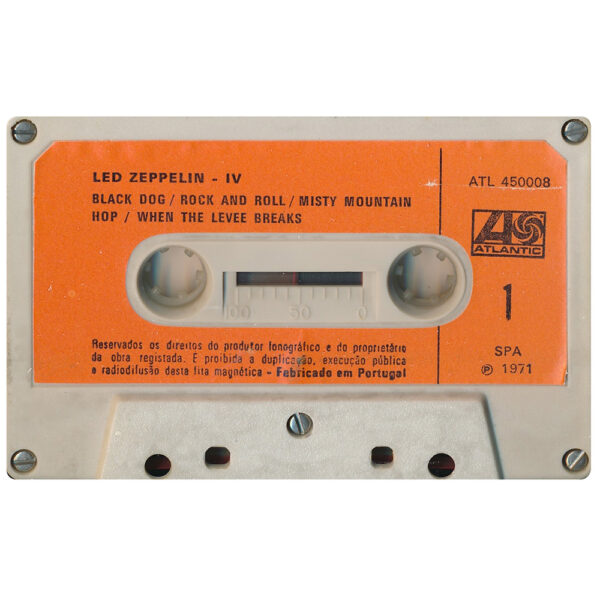 LED ZEPPELIN - IV
BLACK DOG / ROCK AND ROLL / MISTY MOUNTAIN
HOP / WHEN THE LEVEE BREAKS
ATL 450008
ATLANTIC
1
SPA
℗ 1971
100 50 0
Reservados os direitos do produtor fonográfico e do proprietário
da obra registada. É proibida a duplicação, execução pública
e radiodifusão desta fita magnética - Fabricado em Portugal